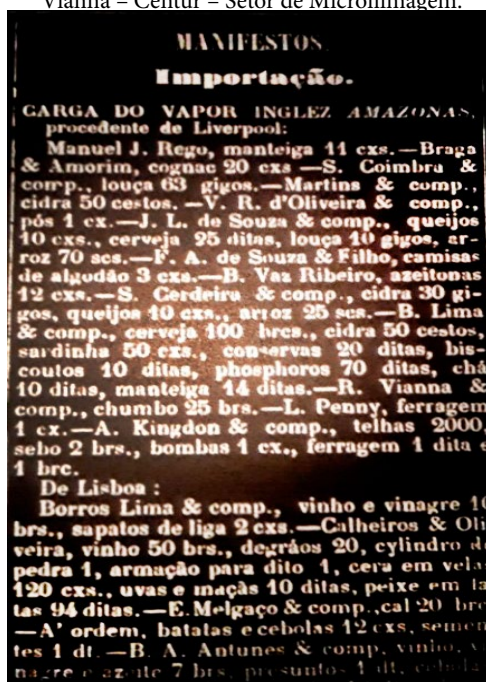 Vianna – Centur – Setor de Microfilmagem.
MANIFESTOS.
Importação.
CARGA DO VAPOR INGLEZ AMAZONAS,
procedente de Liverpool:
Manuel J. Rego, manteiga 11 cxs.—Braga
& Amorim, cognac 20 cxs —S. Coimbra &
comp., louça 63 gigos.—Martins & comp.,
cidra 50 cestos. —V. R. d'Oliveira & comp.,
pós 1 cx.—J. L. de Souza & comp., queijos
10 cxs., cerveja 25 ditas, louça 10 gigos, ar-
roz 70 scs.—F. A. de Souza & Filho, camisas
de algodão 3 cxs.—B. Vaz Ribeiro, azeitonas
12 cxs.—S. Cerdeira & comp., cidra 30 gi-
gos, queijos 10 cxs., arroz 25 scs.—B. Lima
& comp., cerveja 100 brcs., cidra 50 cestos,
sardinha 50 cxs., conservas 20 ditas, bis-
coutos 10 ditas, phosphoros 70 ditas, chá
10 ditas, manteiga 14 ditas.—R. Vianna &
comp., chumbo 25 brs.—L. Penny, ferragem
1 cx.—A. Kingdon & comp., telhas 2000,
sebo 2 brs., bombas 1 cx., ferragem 1 dita e
1 brc.
De Lisboa :
Borros Lima & comp., vinho e vinagre 10
brs., sapatos de liga 2 cxs.—Calheiros & Oli
veira, vinho 50 brs., degráos 20, cylindro de
pedra 1, armação para dito 1, cera em velas
120 cxs., uvas e maçãs 10 ditas, peixe em la
tas 94 ditas.—E. Melgaço & comp., cal 20 brc
—A' ordem, batatas e cebolas 12 cxs, semen
tes 1 dt.—B. A. Antunes & comp, vinho, vi
nagre e azeite 7 brs, presuntos 1 dt,